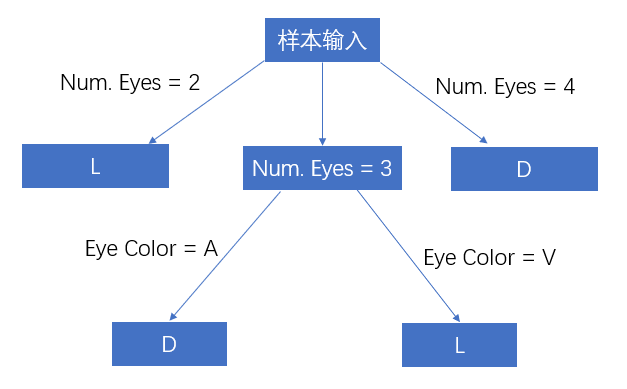 样本输入
Num. Eyes = 2
Num. Eyes = 4
L
Num. Eyes = 3
D
Eye Color = A
Eye Color = V
D
L